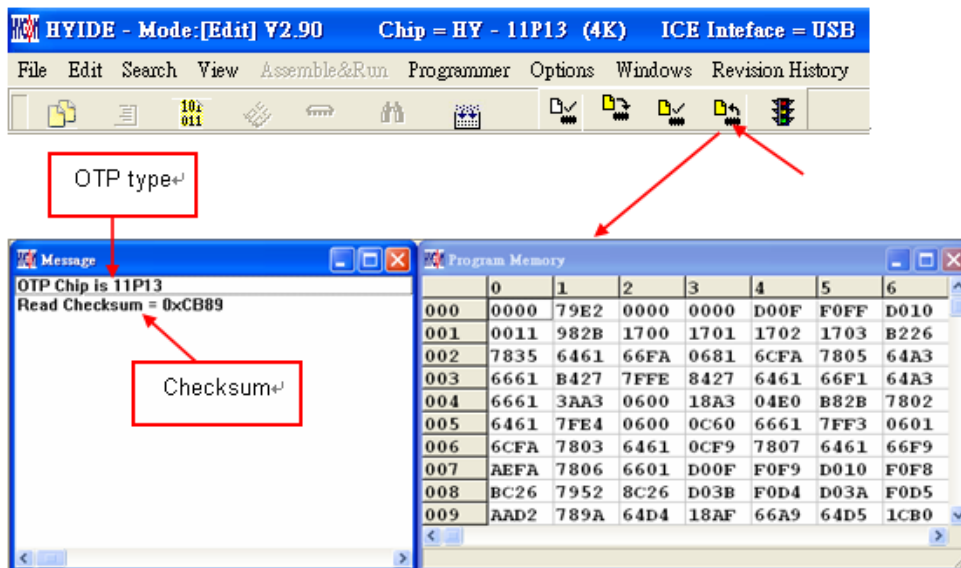 HYIDE - Mode:[Edit] V2.90 Chip = HY - 11P13 (4K) ICE Inteface = USB
File Edit Search View Assemble&Run Programmer Options Windows Revision History
101
011
OTP type↵
Message
OTP Chip is 11P13
Read Checksum = 0xCB89
Checksum↵
Program Memory
0 1 2 3 4 5 6
000 0000 79E2 0000 0000 D00F F0FF D010
001 0011 982B 1700 1701 1702 1703 B226
002 7835 6461 66FA 0681 6CFA 7805 64A3
003 6661 B427 7FFE 8427 6461 66F1 64A3
004 6661 3AA3 0600 18A3 04E0 B82B 7802
005 6461 7FE4 0600 0C60 6661 7FF3 0601
006 6CFA 7803 6461 0CF9 7807 6461 66F9
007 AEFA 7806 6601 D00F F0F9 D010 F0F8
008 BC26 7952 8C26 D03B F0D4 D03A F0D5
009 AAD2 789A 64D4 18AF 66A9 64D5 1CB0